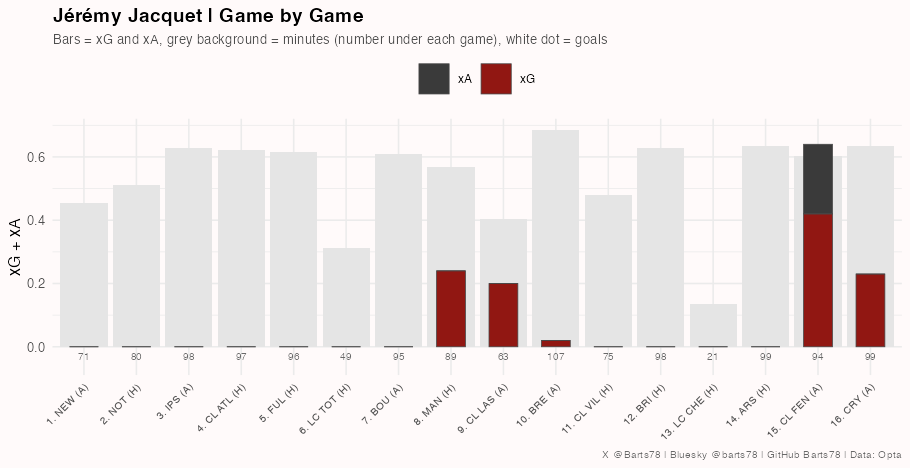 Jérémy Jacquet | Game by Game
Bars = xG and xA, grey background = minutes (number under each game), white dot = goals
xA xG
xG + xA
0.6
0.4
0.2
0.0
71 80 98 97 96 49 95 89 63 107 75 98 21 99 94 99
1. NEW (A)
2. NOT (H)
3. IPS (A)
4. CL ATL (H)
5. FUL (H)
6. LC TOT (H)
7. BOU (A)
8. MAN (H)
9. CL LAS (A)
10. BRE (A)
11. CL VIL (H)
12. BRI (H)
13. LC CHE (H)
14. ARS (H)
15. CL FEN (A)
16. CRY (A)
X @Barts78 | Bluesky @barts78 | GitHub Barts78 | Data: Opta